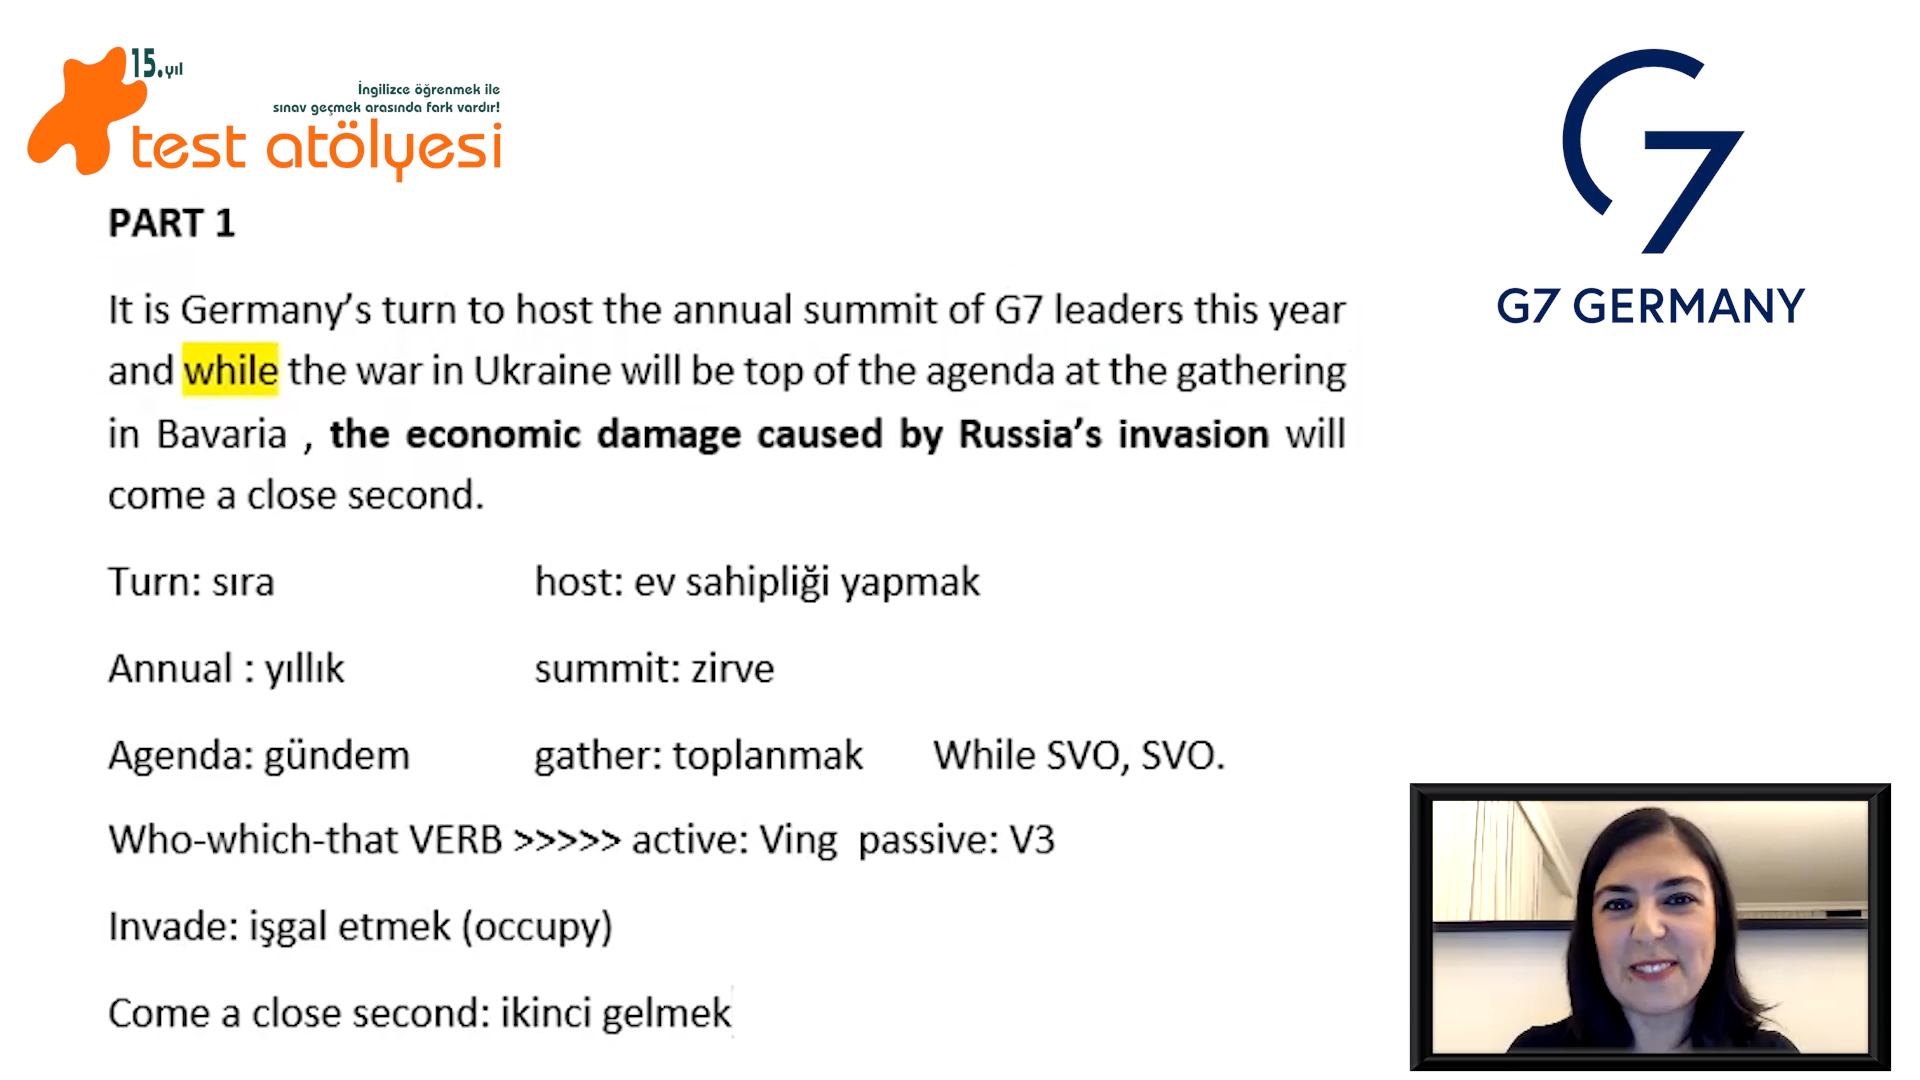 15.yıl
İngilizce öğrenmek ile
sınav geçmek arasında fark vardır!
test atölyesi
G7
G7 GERMANY
PART 1
It is Germany’s turn to host the annual summit of G7 leaders this year
and while the war in Ukraine will be top of the agenda at the gathering
in Bavaria , the economic damage caused by Russia’s invasion will
come a close second.
Turn: sıra host: ev sahipliği yapmak
Annual : yıllık summit: zirve
Agenda: gündem gather: toplanmak While SVO, SVO.
Who-which-that VERB >>>>> active: Ving passive: V3
Invade: işgal etmek (occupy)
Come a close second: ikinci gelmek